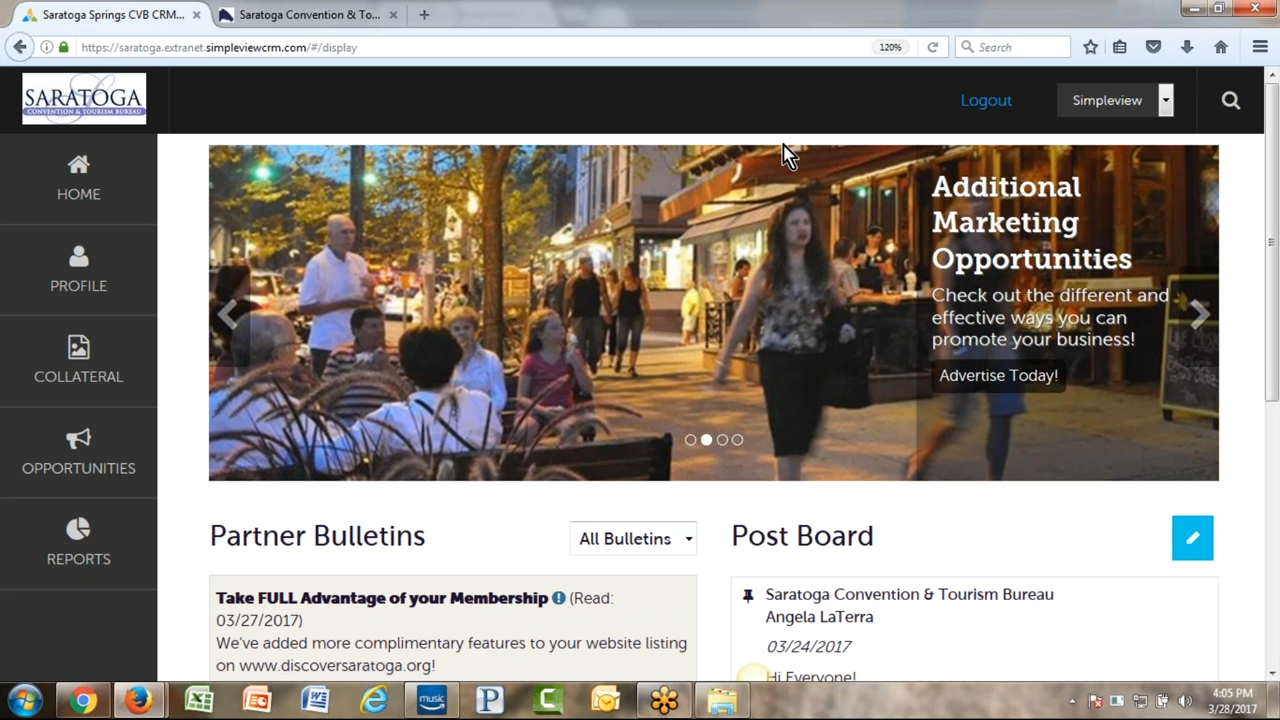 Saratoga Springs CVB CRM...
Saratoga Convention & To...
https://saratoga.extranet.simpleviewcrm.com/#/display
120%
Search
SARATOGA
CONVENTION & TOURISM BUREAU
Logout
Simpleview
HOME
PROFILE
COLLATERAL
OPPORTUNITIES
REPORTS
Additional
Marketing
Opportunities
Check out the different and
effective ways you can
promote your business!
Advertise Today!
Partner Bulletins
All Bulletins
Take FULL Advantage of your Membership (Read:
03/27/2017)
We've added more complimentary features to your website listing
on www.discoversaratoga.org!
Post Board
Saratoga Convention & Tourism Bureau
Angela LaTerra
03/24/2017
Hi Everyone!
music
4:05 PM
3/28/2017